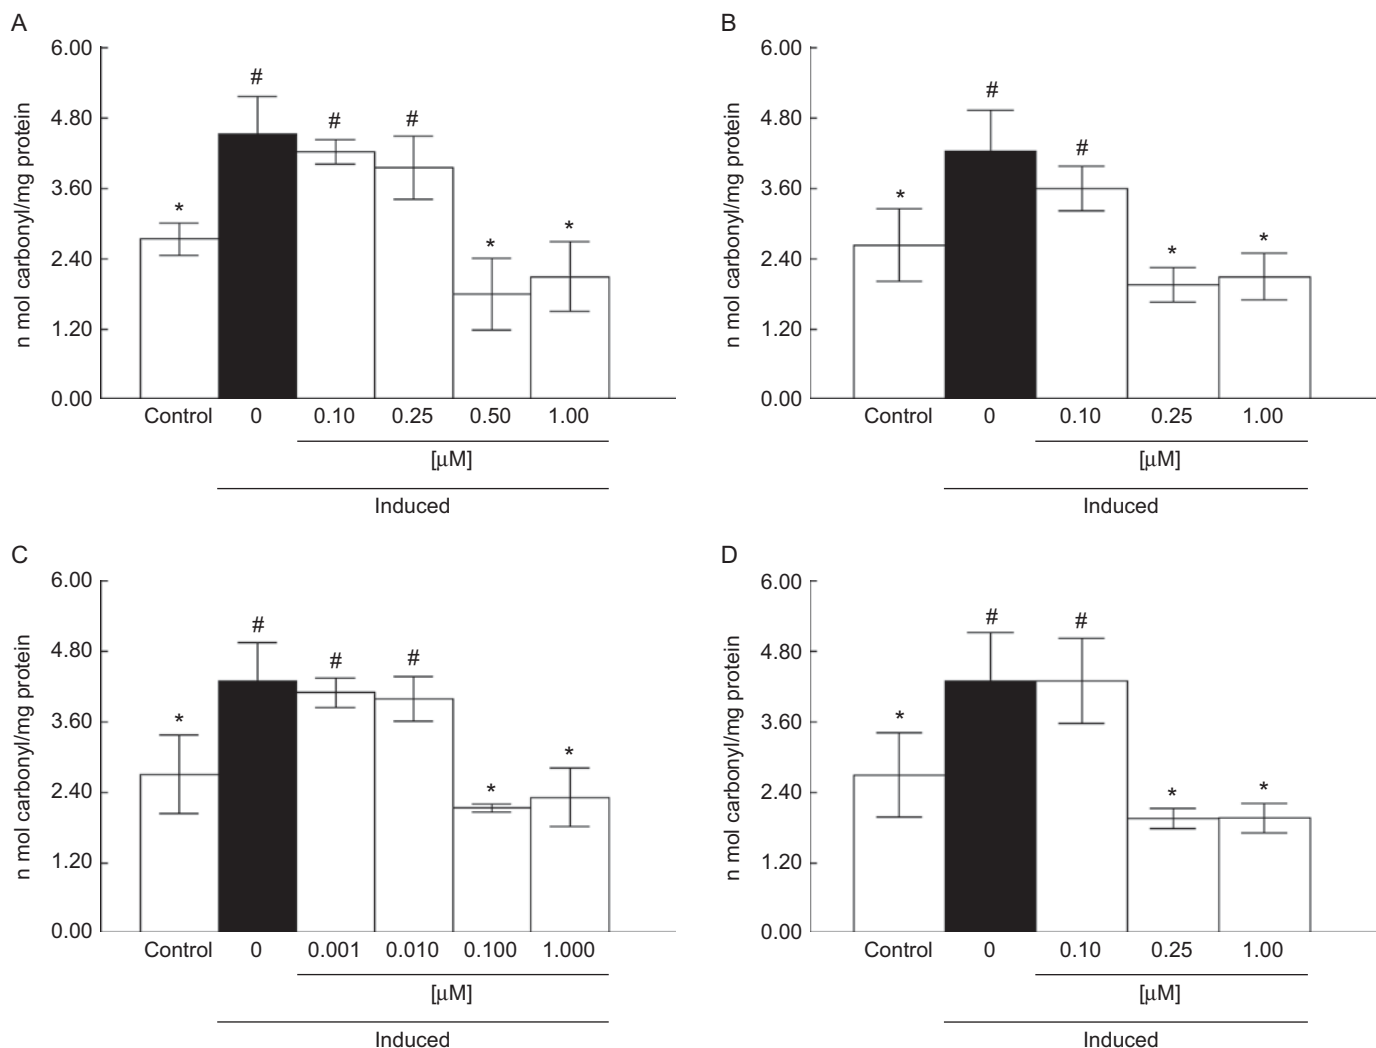 A
n mol carbonyl/mg protein
6.00
4.80
3.60
2.40
1.20
0.00
*
#
#
#
*
*
Control 0 0.10 0.25 0.50 1.00
[μM]
Induced
B
n mol carbonyl/mg protein
6.00
4.80
3.60
2.40
1.20
0.00
*
#
#
*
*
Control 0 0.10 0.25 1.00
[μM]
Induced
C
n mol carbonyl/mg protein
6.00
4.80
3.60
2.40
1.20
0.00
*
#
#
#
*
*
Control 0 0.001 0.010 0.100 1.000
[μM]
Induced
D
n mol carbonyl/mg protein
6.00
4.80
3.60
2.40
1.20
0.00
*
#
#
*
*
Control 0 0.10 0.25 1.00
[μM]
Induced